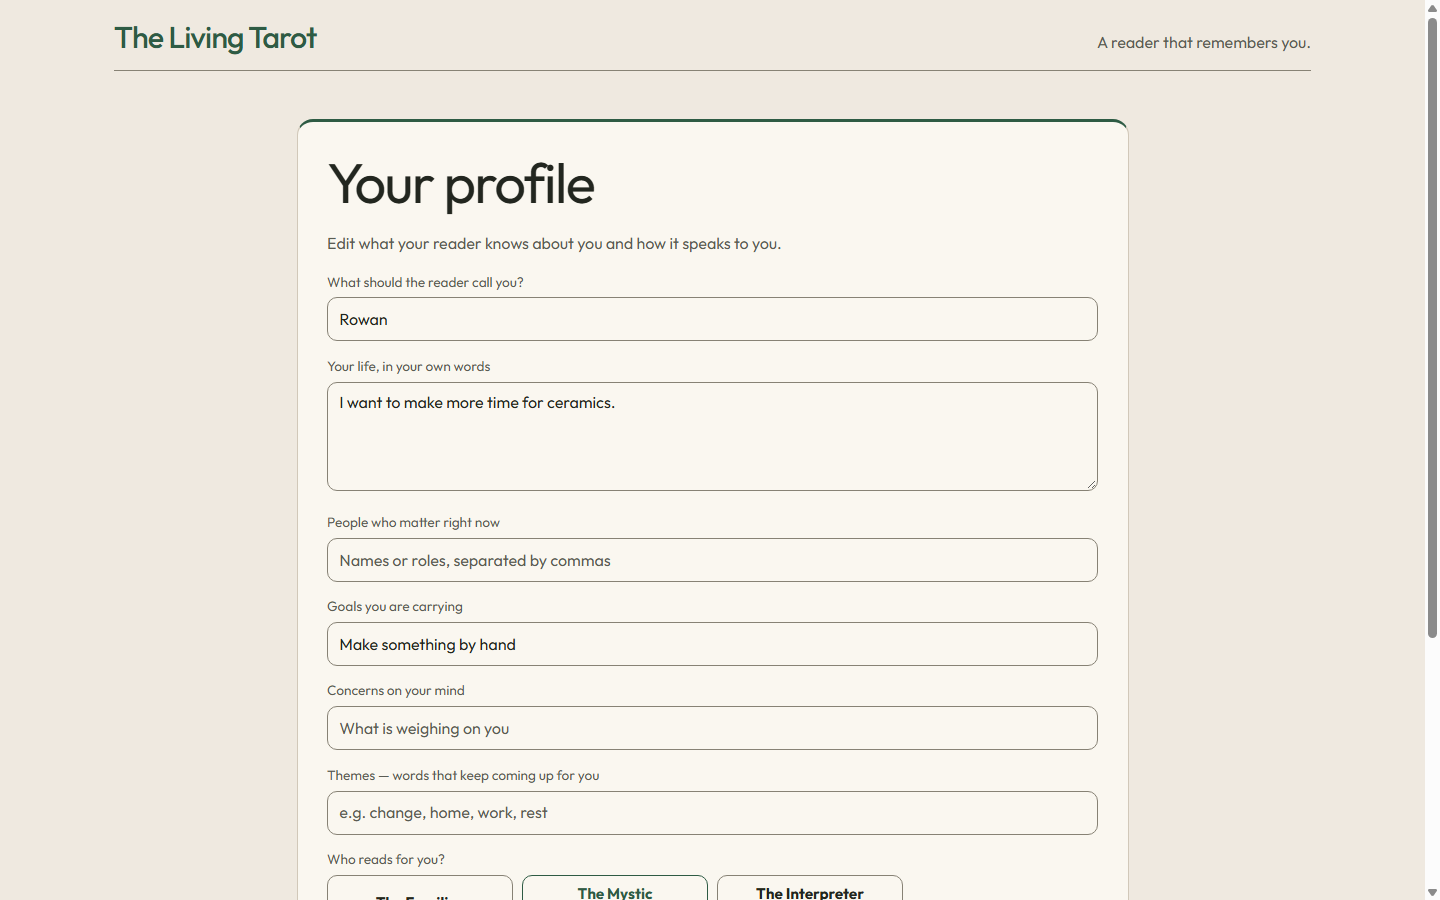 The Living Tarot
A reader that remembers you.
Your profile
Edit what your reader knows about you and how it speaks to you.
What should the reader call you?
Rowan
Your life, in your own words
I want to make more time for ceramics.
People who matter right now
Names or roles, separated by commas
Goals you are carrying
Make something by hand
Concerns on your mind
What is weighing on you
Themes — words that keep coming up for you
e.g. change, home, work, rest
Who reads for you?
The Mystic
The Interpreter